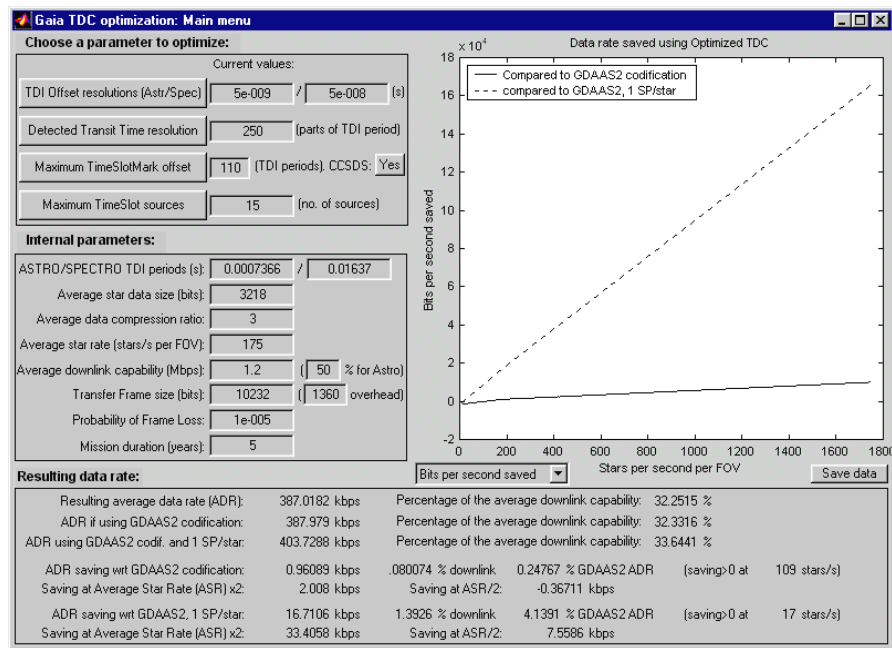 Gaia TDC optimization: Main menu
Choose a parameter to optimize:
Current values:
TDI Offset resolutions (Astr/Spec) 5e-009 / 5e-008 (s)
Detected Transit Time resolution 250 (parts of TDI period)
Maximum TimeSlotMark offset 110 (TDI periods). CCSDS: Yes
Maximum TimeSlot sources 15 (no. of sources)
Internal parameters:
ASTRO/SPECTRO TDI periods (s): 0.0007366 / 0.01637
Average star data size (bits): 3218
Average data compression ratio: 3
Average star rate (stars/s per FOV): 175
Average downlink capability (Mbps): 1.2 ( 50 % for Astro)
Transfer Frame size (bits): 10232 ( 1360 overhead)
Probability of Frame Loss: 1e-005
Mission duration (years): 5
Data rate saved using Optimized TDC
x 10^4
Compared to GDAAS2 codification
compared to GDAAS2, 1 SP/star
Bits per second saved
18
16
14
12
10
8
6
4
2
0
-2
0 200 400 600 800 1000 1200 1400 1600 1800
Stars per second per FOV
Bits per second saved
Save data
Resulting data rate:
Resulting average data rate (ADR): 387.0182 kbps Percentage of the average downlink capability: 32.2515 %
ADR if using GDAAS2 codification: 387.979 kbps Percentage of the average downlink capability: 32.3316 %
ADR using GDAAS2 codif. and 1 SP/star: 403.7288 kbps Percentage of the average downlink capability: 33.6441 %
ADR saving wrt GDAAS2 codification: 0.96089 kbps .080074 % downlink 0.24767 % GDAAS2 ADR (saving>0 at 109 stars/s)
Saving at Average Star Rate (ASR) x2: 2.008 kbps Saving at ASR/2: -0.36711 kbps
ADR saving wrt GDAAS2, 1 SP/star: 16.7106 kbps 1.3926 % downlink 4.1391 % GDAAS2 ADR (saving>0 at 17 stars/s)
Saving at Average Star Rate (ASR) x2: 33.4058 kbps Saving at ASR/2: 7.5586 kbps